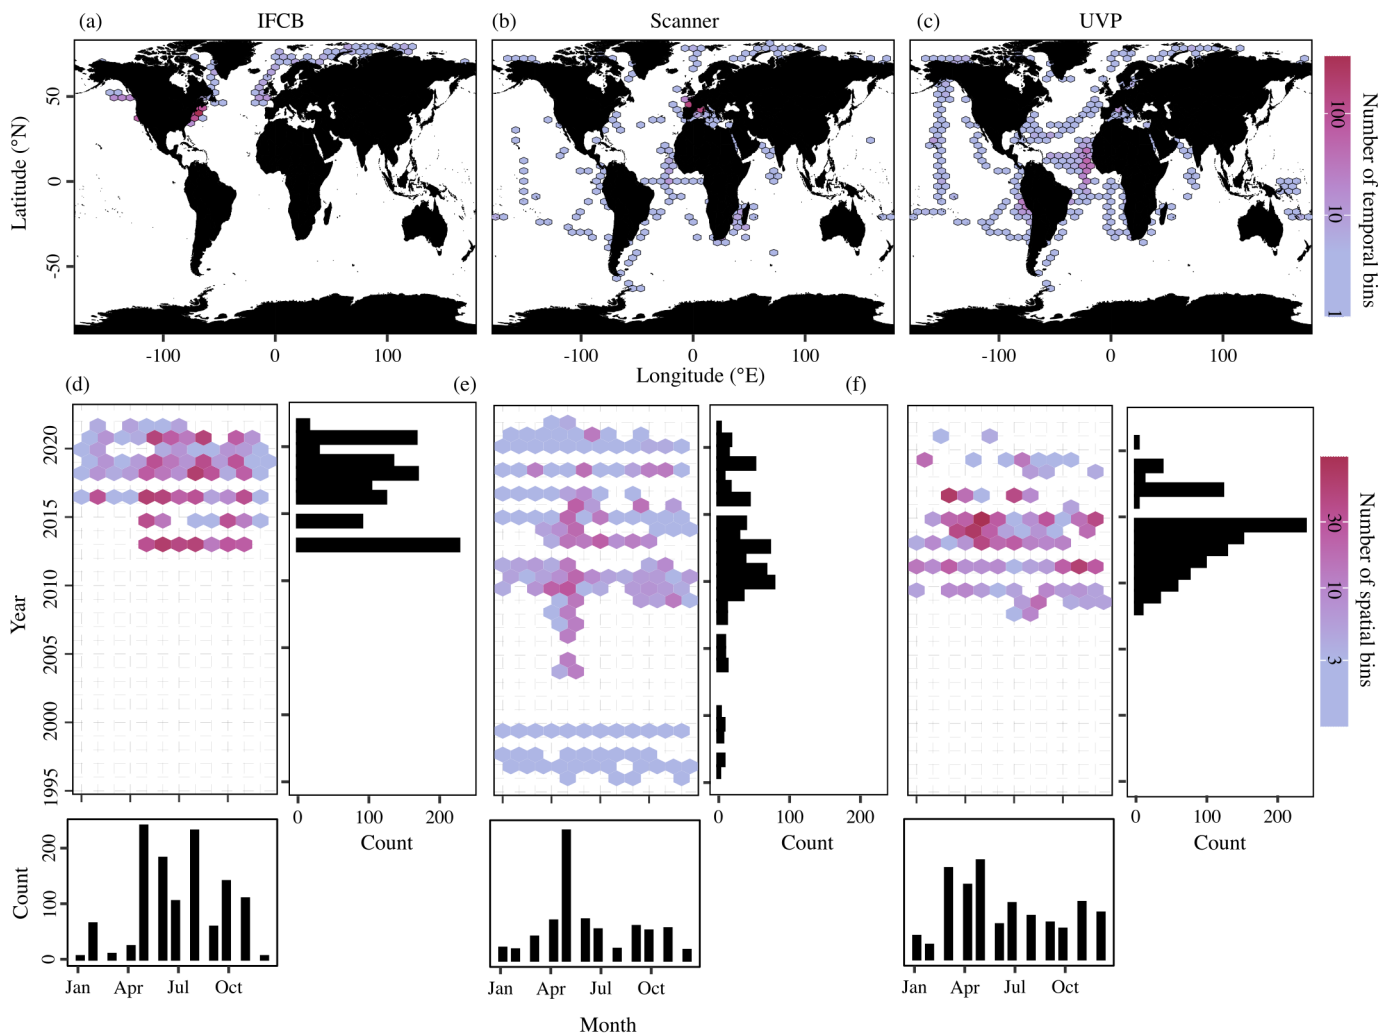 (a) IFCB (b) Scanner (c) UVP
Latitude (°N)
50
0
-50
-100 0 100 -100 0 100 -100 0 100
Longitude (°E)
100
10
1
Number of temporal bins
(d) (e) (f)
Year
2020
2015
2010
2005
2000
1995
0 100 200 0 100 200 0 100 200
Count Count Count
30
10
3
Number of spatial bins
Count
200
100
0
Jan Apr Jul Oct Jan Apr Jul Oct Jan Apr Jul Oct
Month